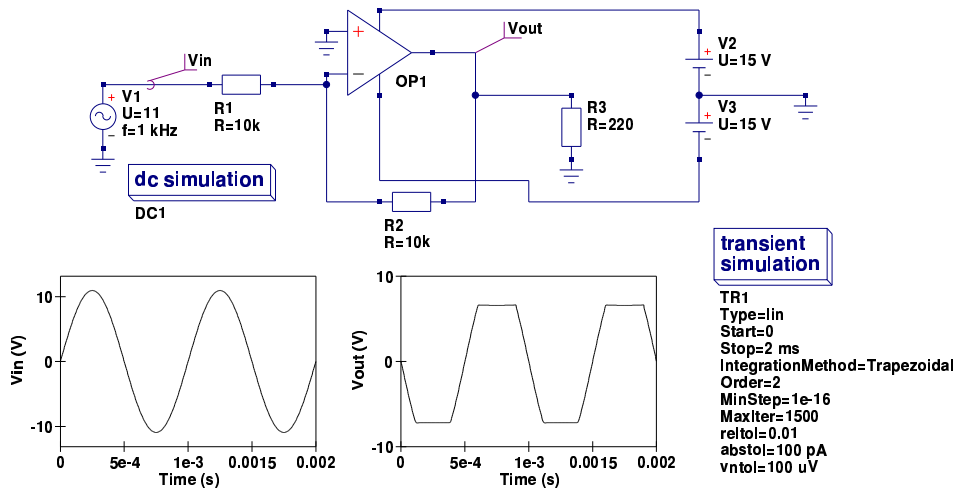 Vin
V1
U=11
f=1 kHz
R1
R=10k
OP1
Vout
R3
R=220
V2
U=15 V
V3
U=15 V
dc simulation
DC1
R2
R=10k
transient
simulation
TR1
Type=lin
Start=0
Stop=2 ms
IntegrationMethod=Trapezoidal
Order=2
MinStep=1e-16
MaxIter=1500
reltol=0.01
abstol=100 pA
vntol=100 uV
Vin (V)
10
0
-10
0 5e-4 1e-3 0.0015 0.002
Time (s)
Vout (V)
10
0
-10
0 5e-4 1e-3 0.0015 0.002
Time (s)